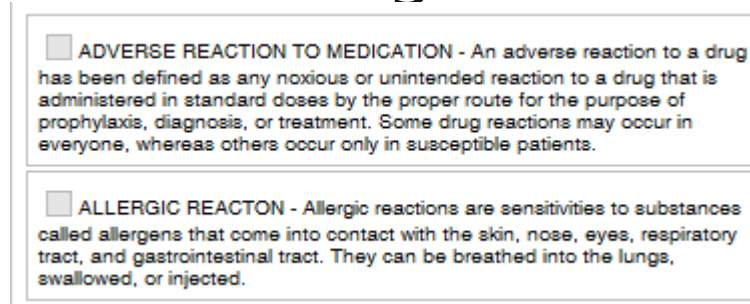 ADVERSE REACTION TO MEDICATION - An adverse reaction to a drug
has been defined as any noxious or unintended reaction to a drug that is
administered in standard doses by the proper route for the purpose of
prophylaxis, diagnosis, or treatment. Some drug reactions may occur in
everyone, whereas others occur only in susceptible patients.
ALLERGIC REACTON - Allergic reactions are sensitivities to substances
called allergens that come into contact with the skin, nose, eyes, respiratory
tract, and gastrointestinal tract. They can be breathed into the lungs,
swallowed, or injected.